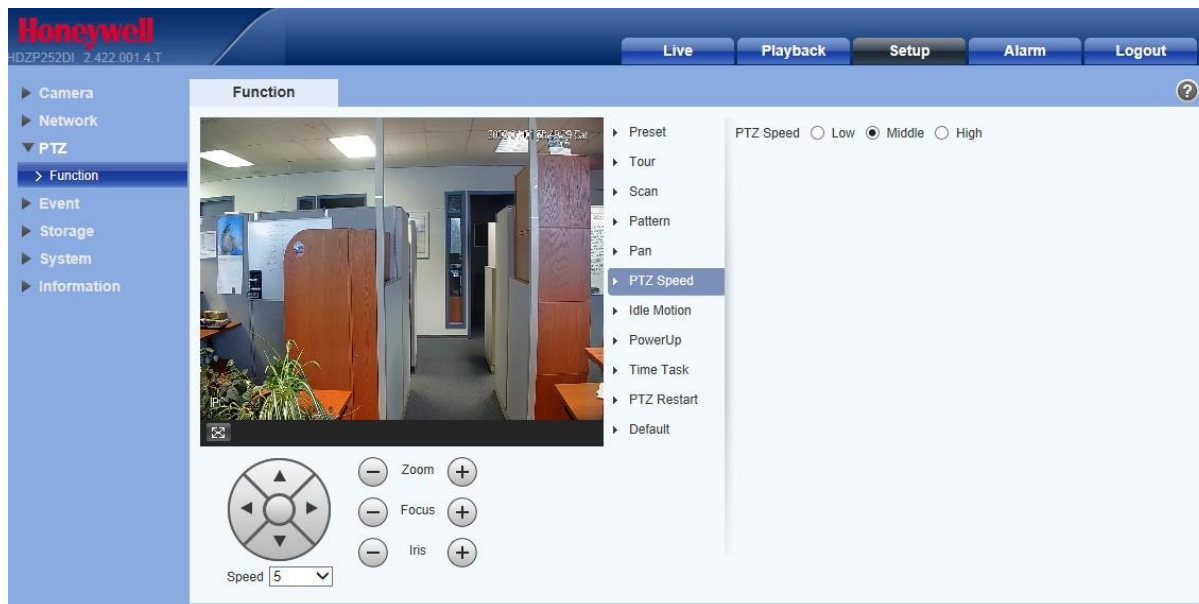 Honeywell
HDZP252DI 2.422.001.4.T
Live Playback Setup Alarm Logout
Camera
Network
PTZ
Function
Event
Storage
System
Information
Function
IPC
Preset
Tour
Scan
Pattern
Pan
PTZ Speed
Idle Motion
PowerUp
Time Task
PTZ Restart
Default
PTZ Speed Low Middle High
Zoom
Focus
Iris
Speed 5